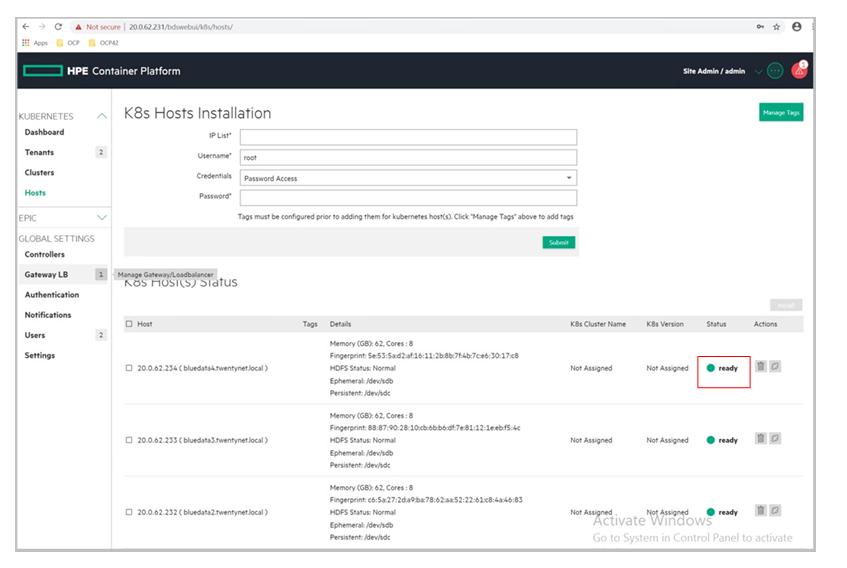 Not secure | 20.0.62.231/bdswebui/k8s/hosts/
Apps OCP OCP42
HPE Container Platform
Site Admin / admin
1
KUBERNETES
Dashboard
Tenants 2
Clusters
Hosts
EPIC
GLOBAL SETTINGS
Controllers
Gateway LB 1
Authentication
Notifications
Users 2
Settings
Manage Gateway/Loadbalancer
K8s Hosts Installation
Manage Tags
IP List*
Username* root
Credentials Password Access
Password*
Tags must be configured prior to adding them for kubernetes host(s). Click "Manage Tags" above to add tags
Submit
K8s Host(s) Status
Install
Host Tags Details K8s Cluster Name K8s Version Status Actions
Memory (GB): 62, Cores : 8
Fingerprint: 5e:53:5a:d2:af:16:11:2b:8b:7f:4b:7c:e6:30:17:c8
20.0.62.234 ( bluedata4.twentynet.local ) HDFS Status: Normal Not Assigned Not Assigned ready
Ephemeral: /dev/sdb
Persistent: /dev/sdc
Memory (GB): 62, Cores : 8
Fingerprint: 88:87:90:28:10:cb:6b:b6:df:7e:81:12:1e:eb:f5:4c
20.0.62.233 ( bluedata3.twentynet.local ) HDFS Status: Normal Not Assigned Not Assigned ready
Ephemeral: /dev/sdb
Persistent: /dev/sdc
Memory (GB): 62, Cores : 8
Fingerprint: c6:5a:27:2d:a9:ba:78:62:aa:52:22:61:c8:4a:46:83
20.0.62.232 ( bluedata2.twentynet.local ) HDFS Status: Normal Not Assigned Not Assigned ready
Ephemeral: /dev/sdb
Persistent: /dev/sdc
Activate Windows
Go to System in Control Panel to activate